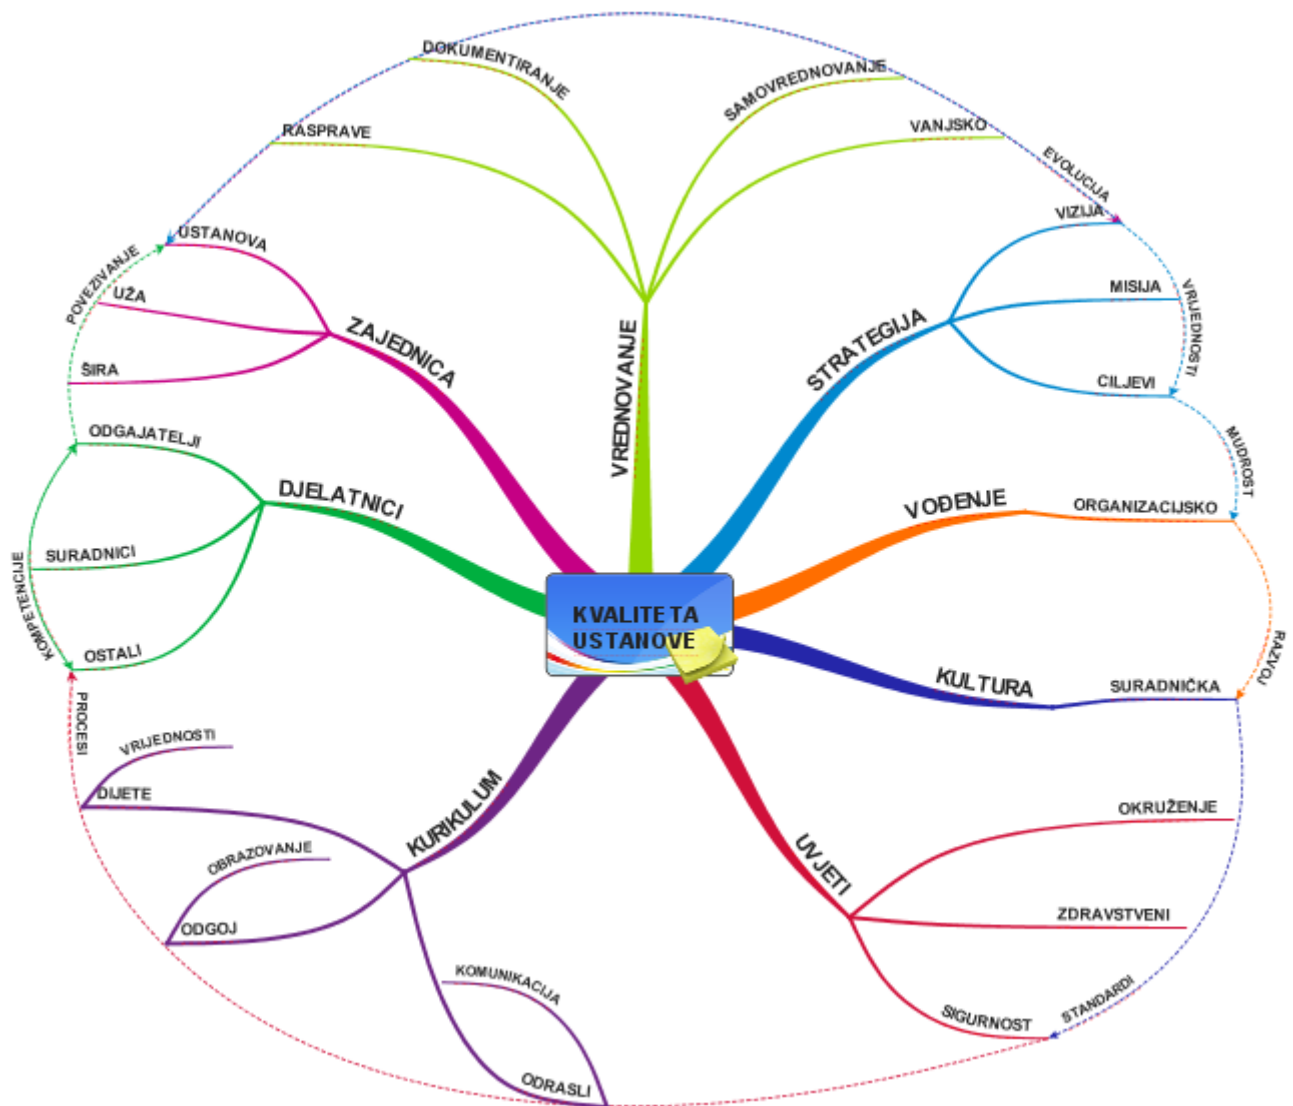 DOKUMENTIRANJE
SAMOVREDNOVANJE
RASPRAVE
VANJSKO
EVOLUCIJA
VIZIJA
USTANOVA
POVEZIVANJE
UŽA
MISIJA
VRIJEDNOSTI
ZAJEDNICA
VREDNOVANJE
STRATEGIJA
ŠIRA
CILJEVI
ODGAJATELJI
MUDROST
DJELATNICI
VOĐENJE
ORGANIZACIJSKO
SURADNICI
KOMPETENCIJE
KVALITETA
USTANOVE
OSTALI
RAZVOJ
KULTURA
SURADNIČKA
PROCESI
VRIJEDNOSTI
DIJETE
KURIKULUM
OKRUŽENJE
UVJETI
OBRAZOVANJE
ODGOJ
ZDRAVSTVENI
KOMUNIKACIJA
STANDARDI
SIGURNOST
ODRASLI